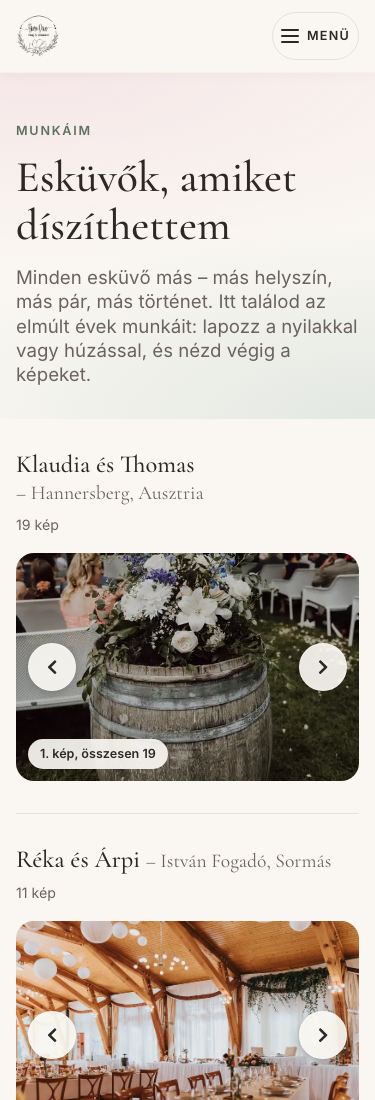 MENÜ
MUNKÁIM
Esküvők, amiket
díszíthettem
Minden esküvő más – más helyszín,
más pár, más történet. Itt találod az
elmúlt évek munkáit: lapozz a nyilakkal
vagy húzással, és nézd végig a
képeket.
Klaudia és Thomas
– Hannersberg, Ausztria
19 kép
1. kép, összesen 19
Réka és Árpi – István Fogadó, Sormás
11 kép